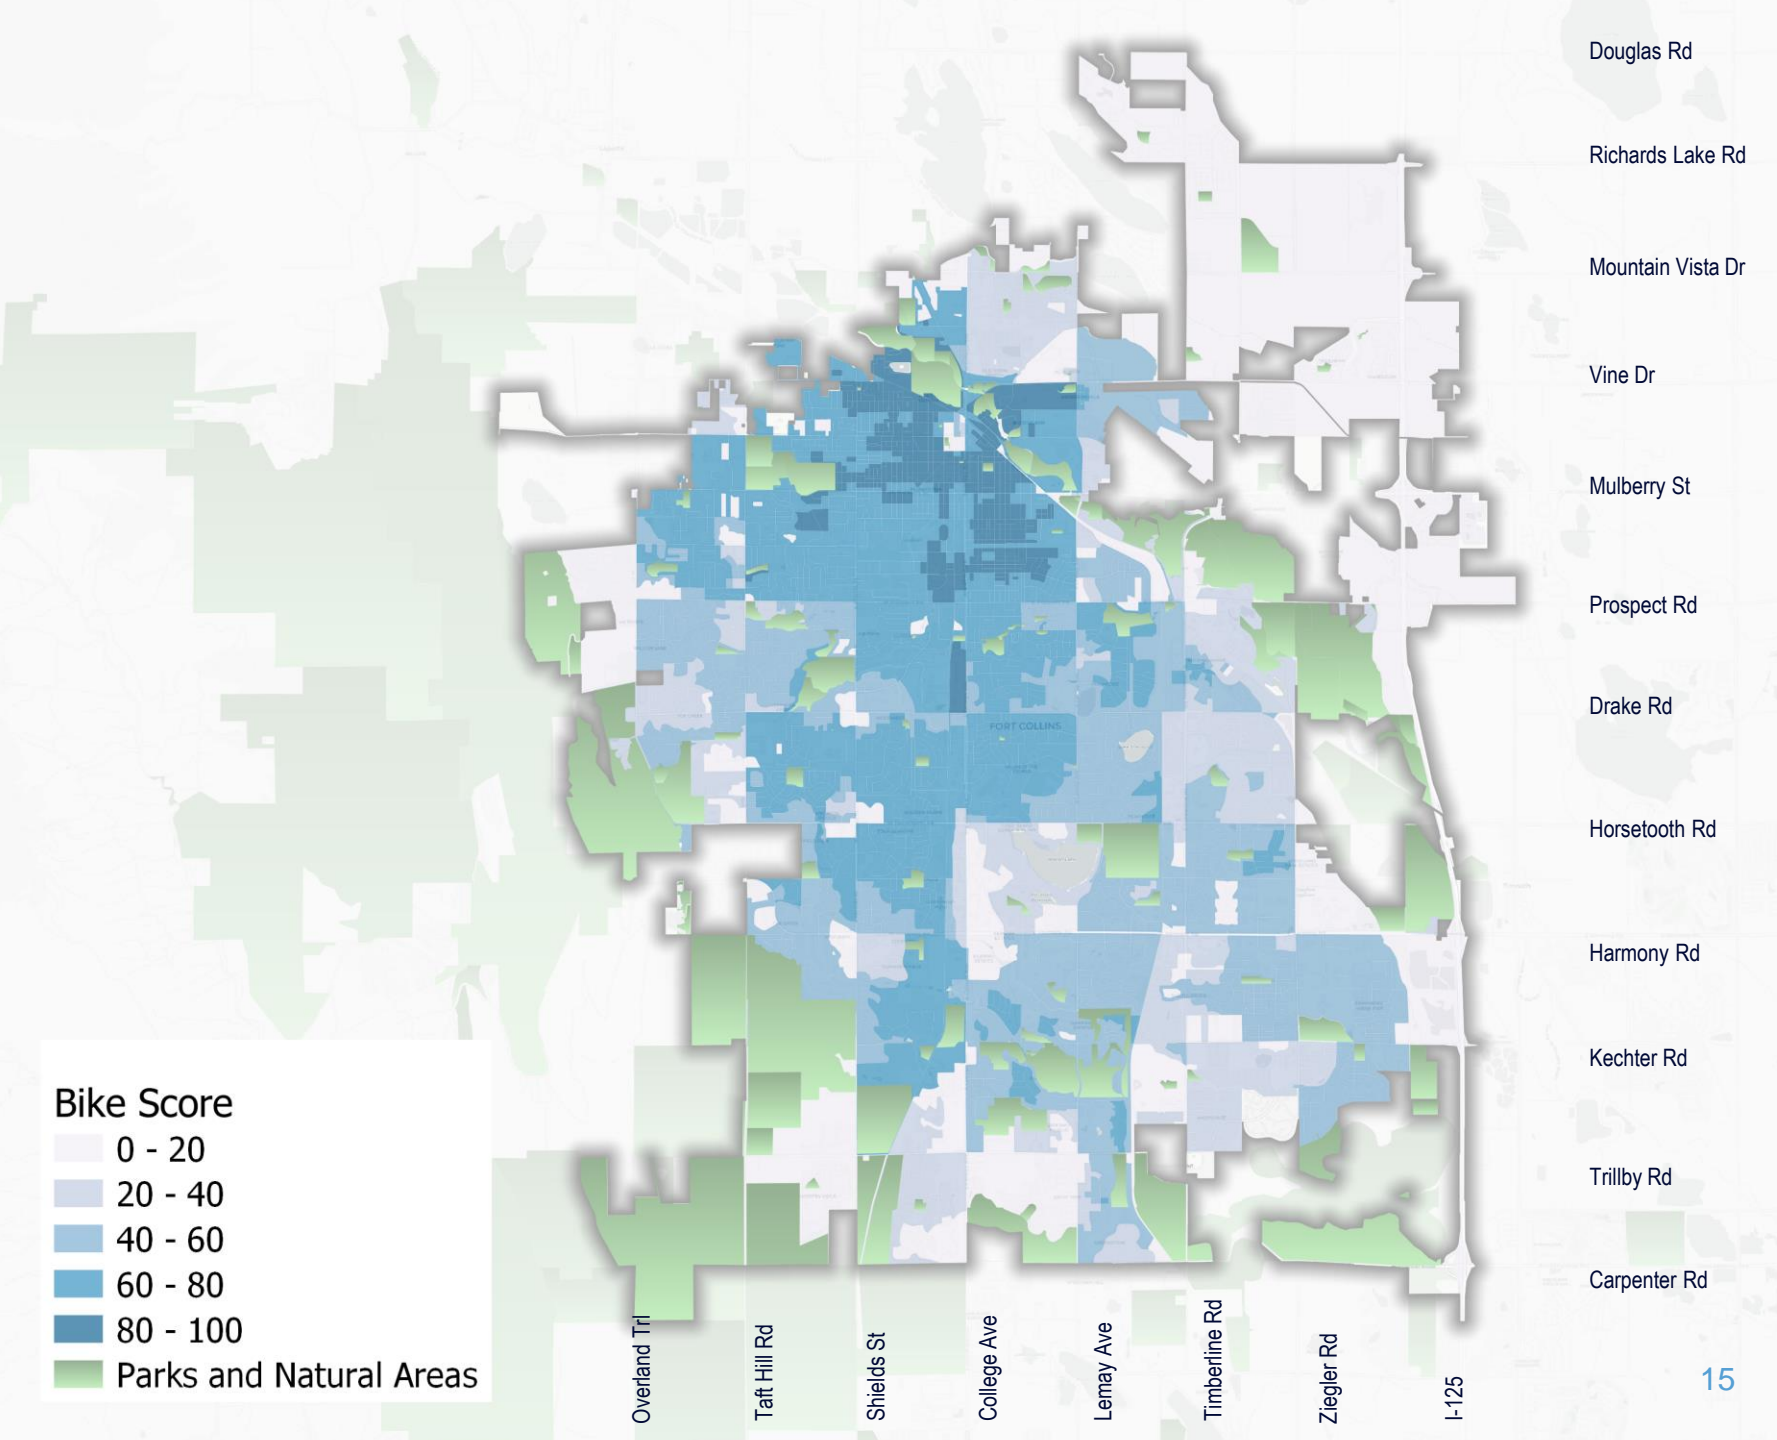 Douglas Rd
Richards Lake Rd
Mountain Vista Dr
Vine Dr
Mulberry St
Prospect Rd
Drake Rd
FORT COLLINS
Horsetooth Rd
Harmony Rd
Kechter Rd
Trillby Rd
Carpenter Rd
Bike Score
0 - 20
20 - 40
40 - 60
60 - 80
80 - 100
Parks and Natural Areas
Overland Trl
Taft Hill Rd
Shields St
College Ave
Lemay Ave
Timberline Rd
Ziegler Rd
I-125
15